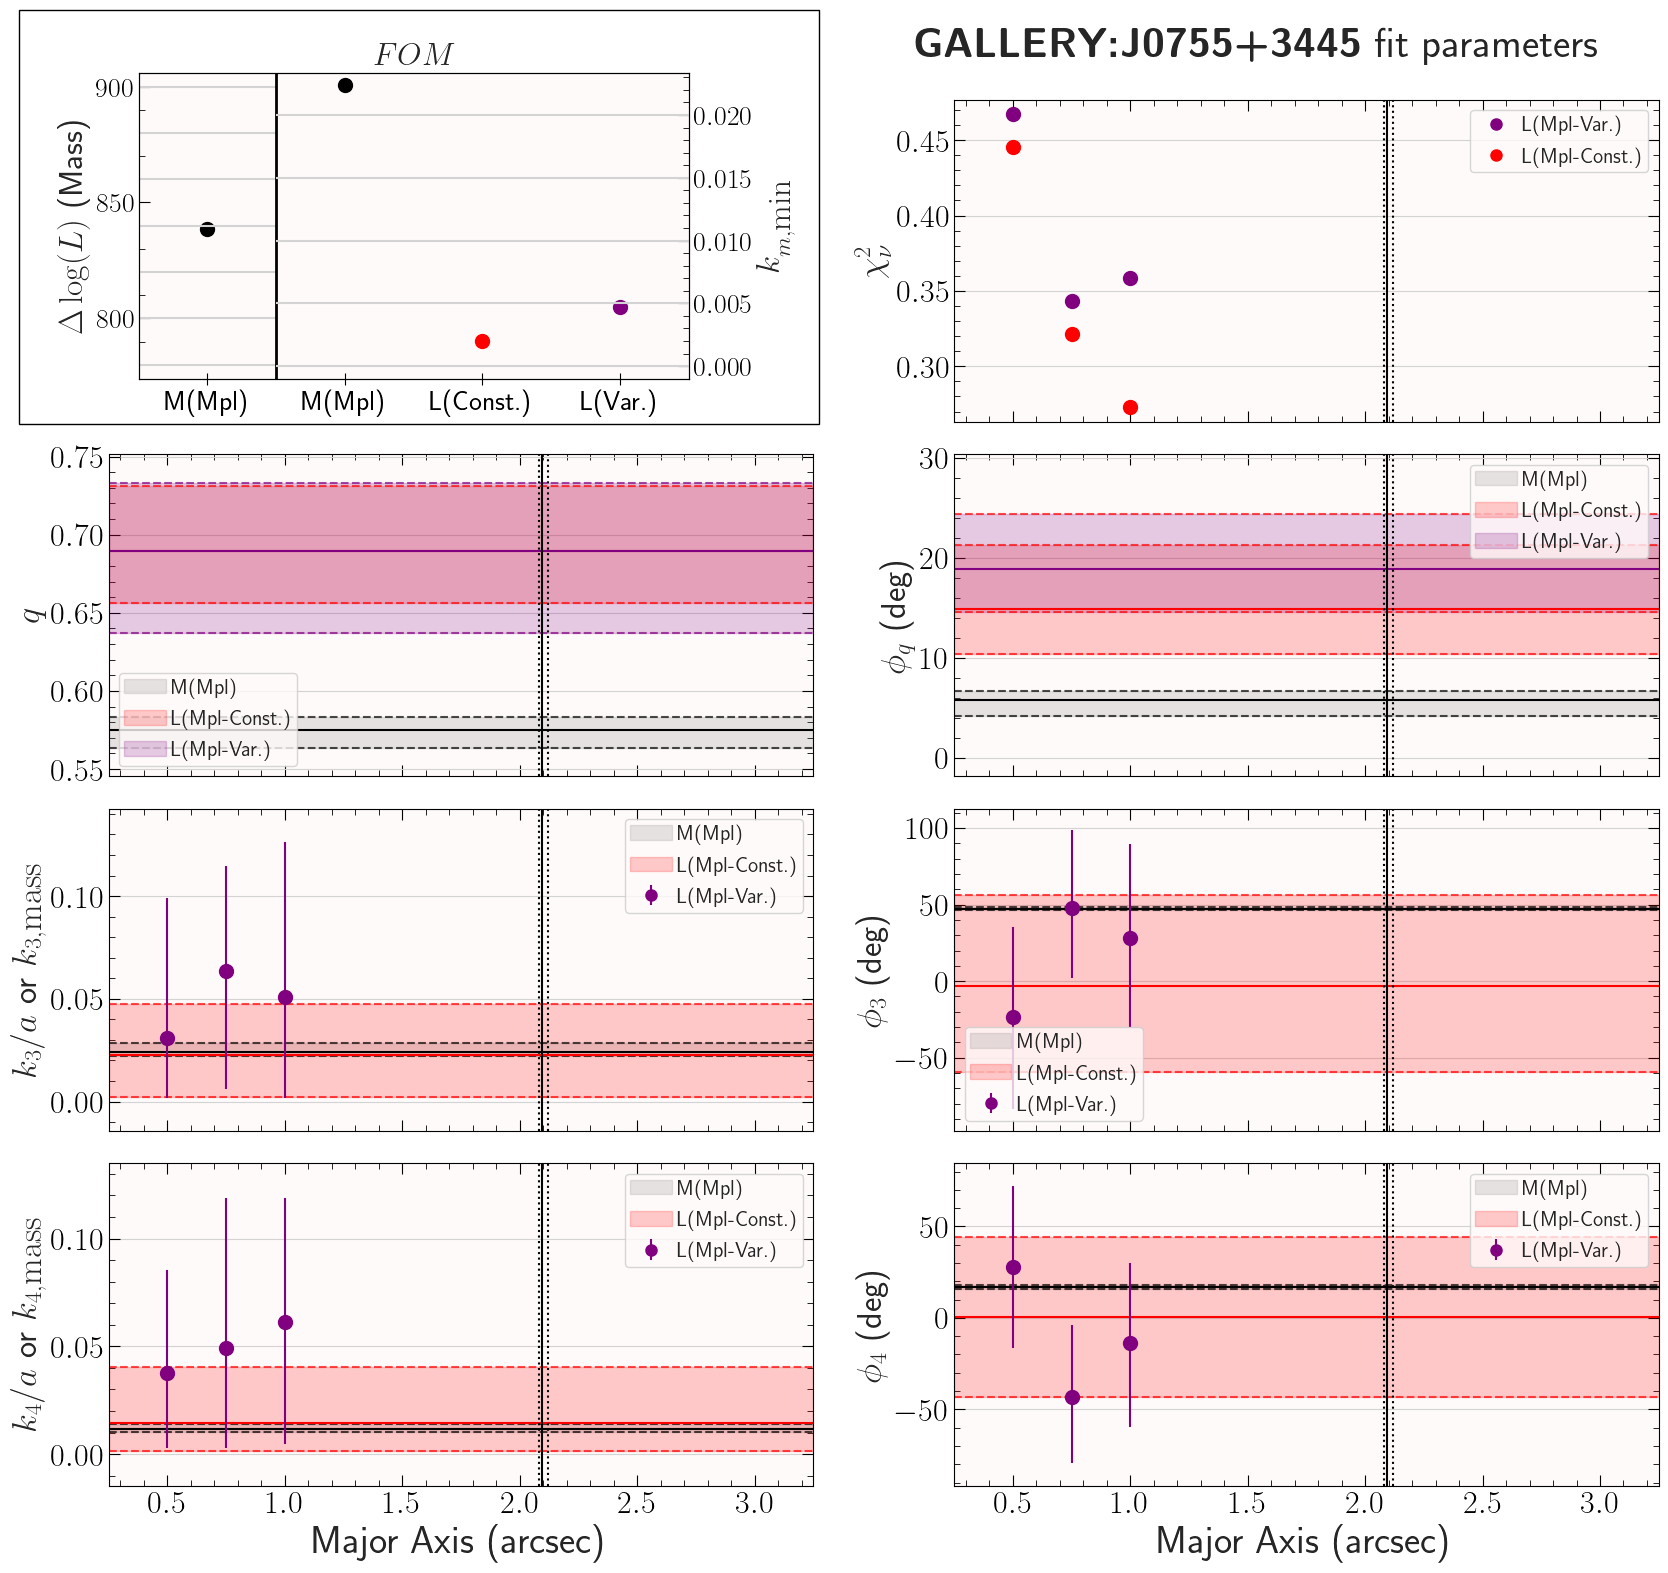 GALLERY:J0755+3445 fit parameters
FOM
Δ log(L) (Mass)
900
850
800
k_{m,min}
0.020
0.015
0.010
0.005
0.000
M(Mpl) M(Mpl) L(Const.) L(Var.)
χ²_ν
0.45
0.40
0.35
0.30
L(Mpl-Var.)
L(Mpl-Const.)
q
0.75
0.70
0.65
0.60
0.55
M(Mpl)
L(Mpl-Const.)
L(Mpl-Var.)
ϕ_q (deg)
30
20
10
0
M(Mpl)
L(Mpl-Const.)
L(Mpl-Var.)
k_3/a or k_{3,mass}
0.10
0.05
0.00
M(Mpl)
L(Mpl-Const.)
L(Mpl-Var.)
ϕ_3 (deg)
100
50
0
−50
M(Mpl)
L(Mpl-Const.)
L(Mpl-Var.)
k_4/a or k_{4,mass}
0.10
0.05
0.00
M(Mpl)
L(Mpl-Const.)
L(Mpl-Var.)
0.5 1.0 1.5 2.0 2.5 3.0
Major Axis (arcsec)
ϕ_4 (deg)
50
0
−50
M(Mpl)
L(Mpl-Const.)
L(Mpl-Var.)
0.5 1.0 1.5 2.0 2.5 3.0
Major Axis (arcsec)